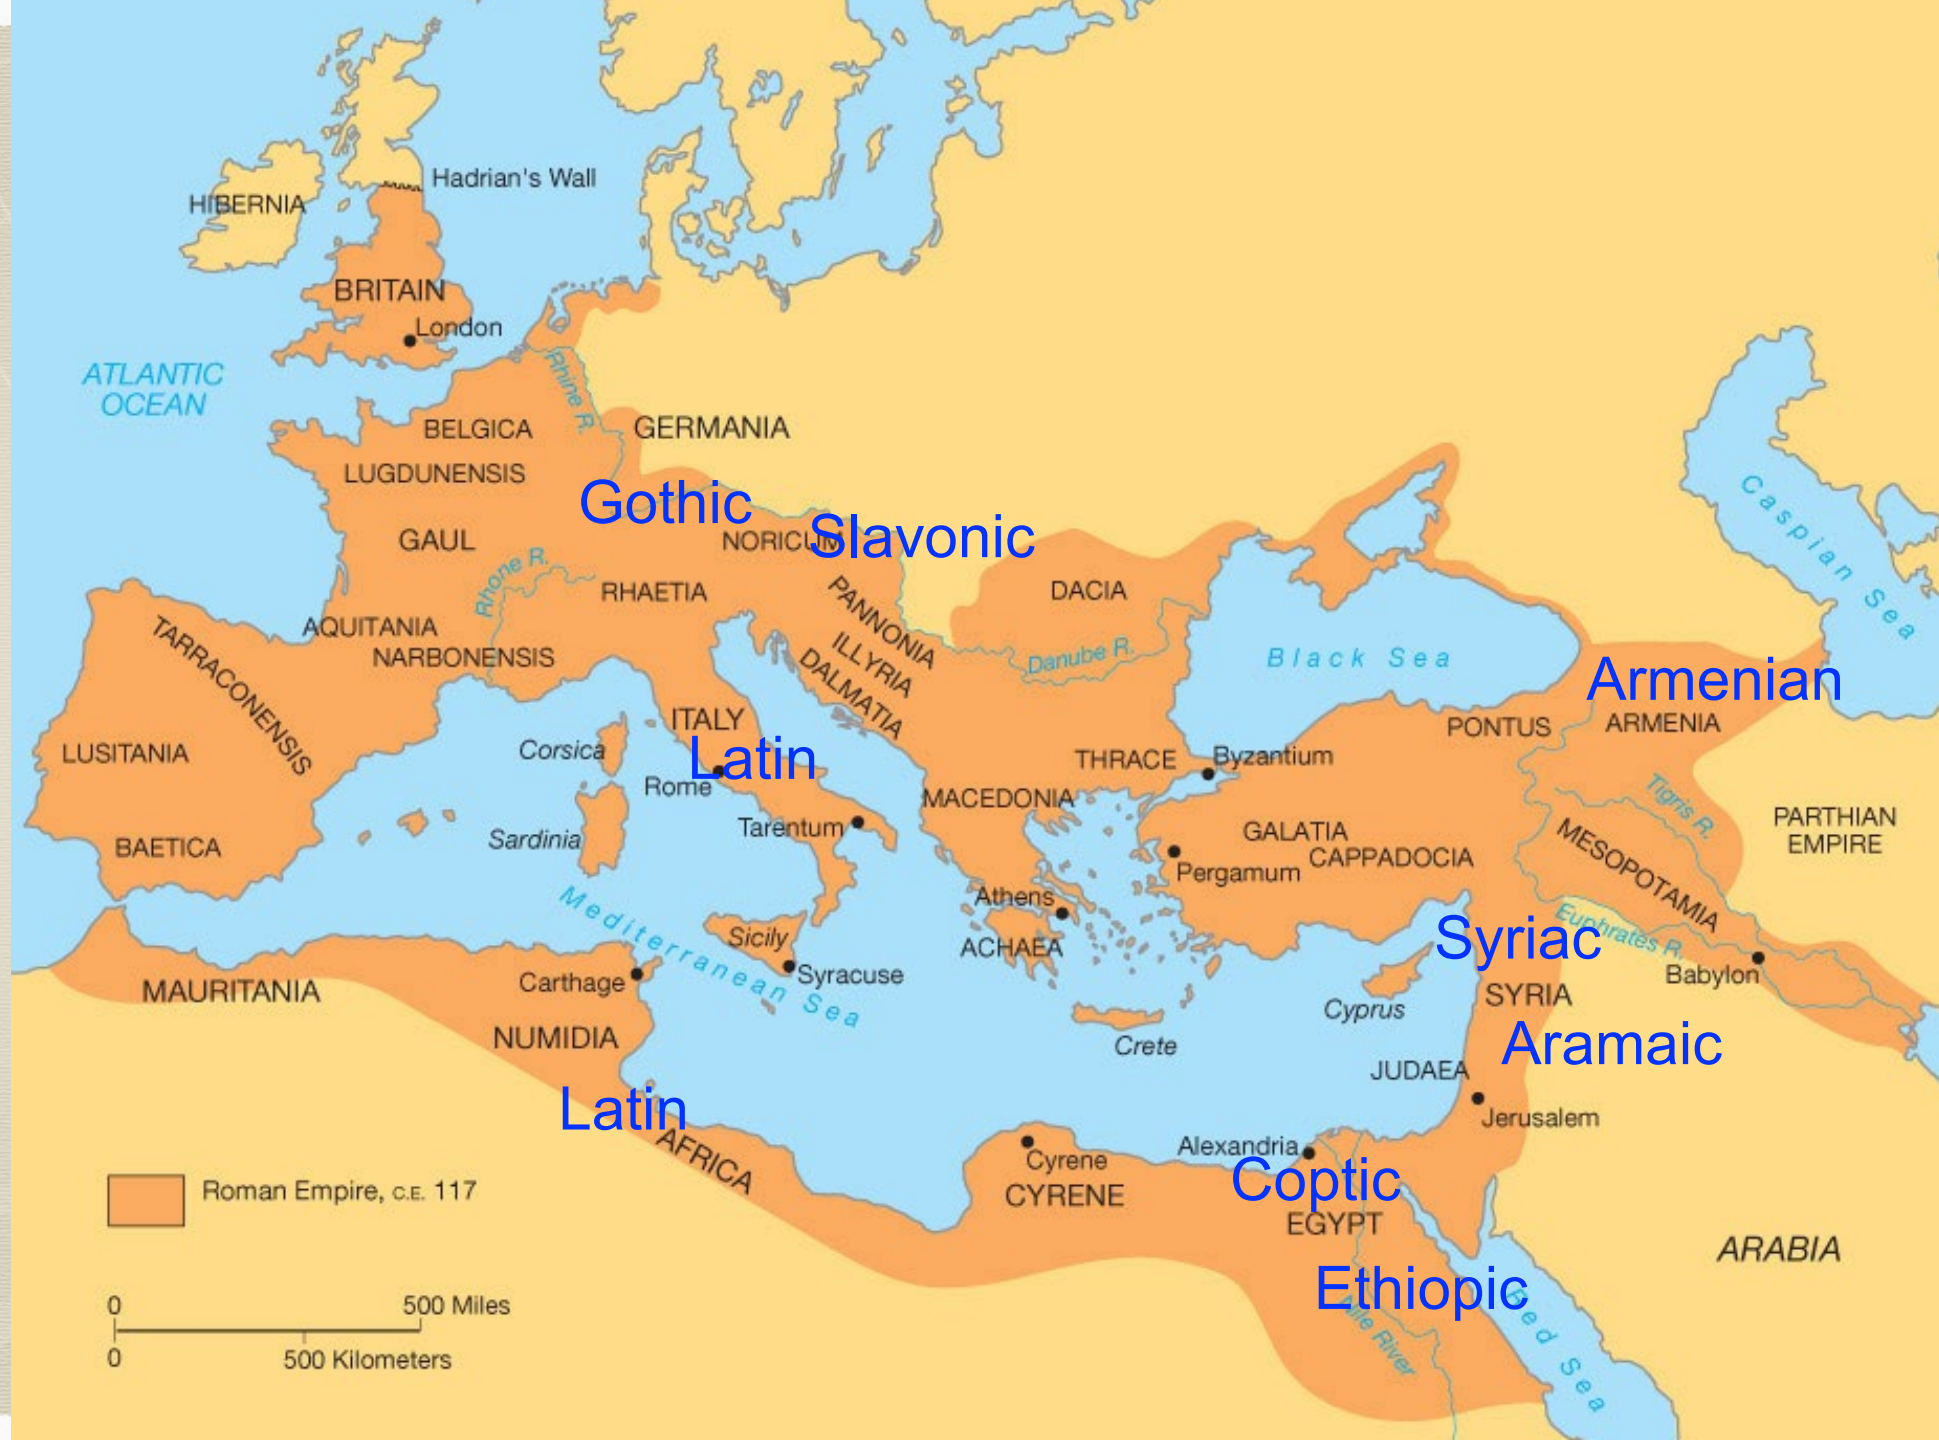 HIBERNIA
Hadrian's Wall
BRITAIN
London
ATLANTIC
OCEAN
Rhine R.
BELGICA
GERMANIA
LUGDUNENSIS
Gothic
Slavonic
GAUL
NORICUM
Rhone R.
RHAETIA
DACIA
PANNONIA
ILLYRIA
DALMATIA
AQUITANIA
NARBONENSIS
TARRACONENSIS
Danube R.
Black Sea
Caspian Sea
Armenian
ARMENIA
PONTUS
ITALY
Latin
Corsica
Rome
LUSITANIA
THRACE
Byzantium
MACEDONIA
Tigris R.
PARTHIAN
EMPIRE
Sardinia
Tarentum
BAETICA
GALATIA
CAPPADOCIA
Pergamum
MESOPOTAMIA
Athens
ACHAEA
Mediterranean Sea
Sicily
Syracuse
Syriac
Euphrates R.
Babylon
SYRIA
Carthage
MAURITANIA
NUMIDIA
Cyprus
Crete
Aramaic
JUDAEA
Jerusalem
Latin
AFRICA
Cyrene
CYRENE
Alexandria
Coptic
EGYPT
Ethiopic
Nile River
Red Sea
ARABIA
Roman Empire, C.E. 117
0 500 Miles
0 500 Kilometers